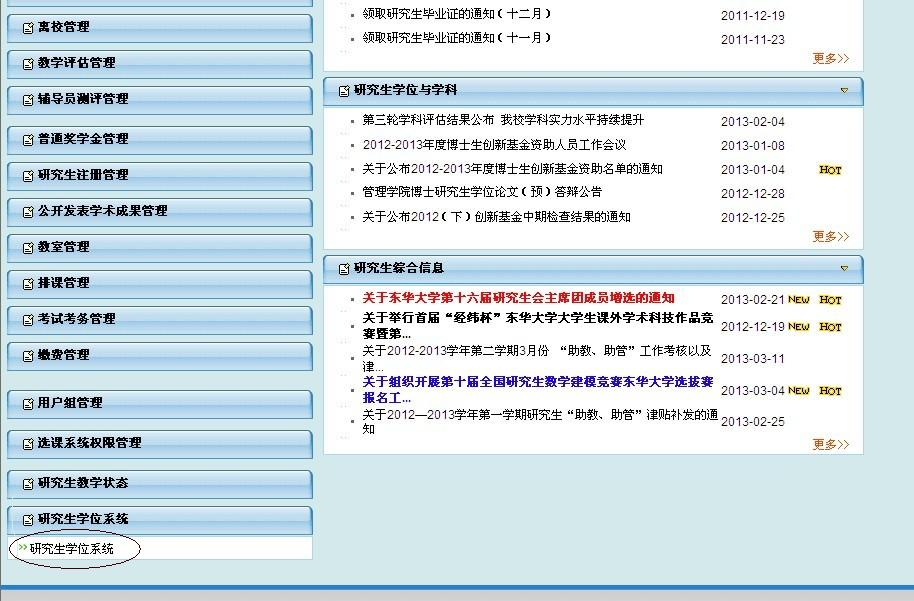 离校管理
教学评估管理
辅导员测评管理
普通奖学金管理
研究生注册管理
公开发表学术成果管理
教室管理
排课管理
考试考务管理
缴费管理
用户组管理
选课系统权限管理
研究生教学状态
研究生学位系统
研究生学位系统
领取研究生毕业证的通知（十二月） 2011-12-19
领取研究生毕业证的通知（十一月） 2011-11-23
更多>>
研究生学位与学科
第三轮学科评估结果公布 我校学科实力水平持续提升 2013-02-04
2012-2013年度博士生创新基金资助人员工作会议 2013-01-08
关于公布2012-2013年度博士生创新基金资助名单的通知 2013-01-04 HOT
管理学院博士研究生学位论文（预）答辩公告 2012-12-28
关于公布2012（下）创新基金中期检查结果的通知 2012-12-25
更多>>
研究生综合信息
关于东华大学第十六届研究生会主席团成员增选的通知 2013-02-21 NEW HOT
关于举行首届“经纬杯”东华大学大学生课外学术科技作品竞
赛暨第... 2012-12-19 NEW HOT
关于2012-2013学年第二学期3月份 “助教、助管”工作考核以及
津... 2013-03-11
关于组织开展第十届全国研究生数学建模竞赛东华大学选拔赛
报名工... 2013-03-04 NEW HOT
关于2012—2013学年第一学期研究生“助教、助管”津贴补发的通
知 2013-02-25
更多>>